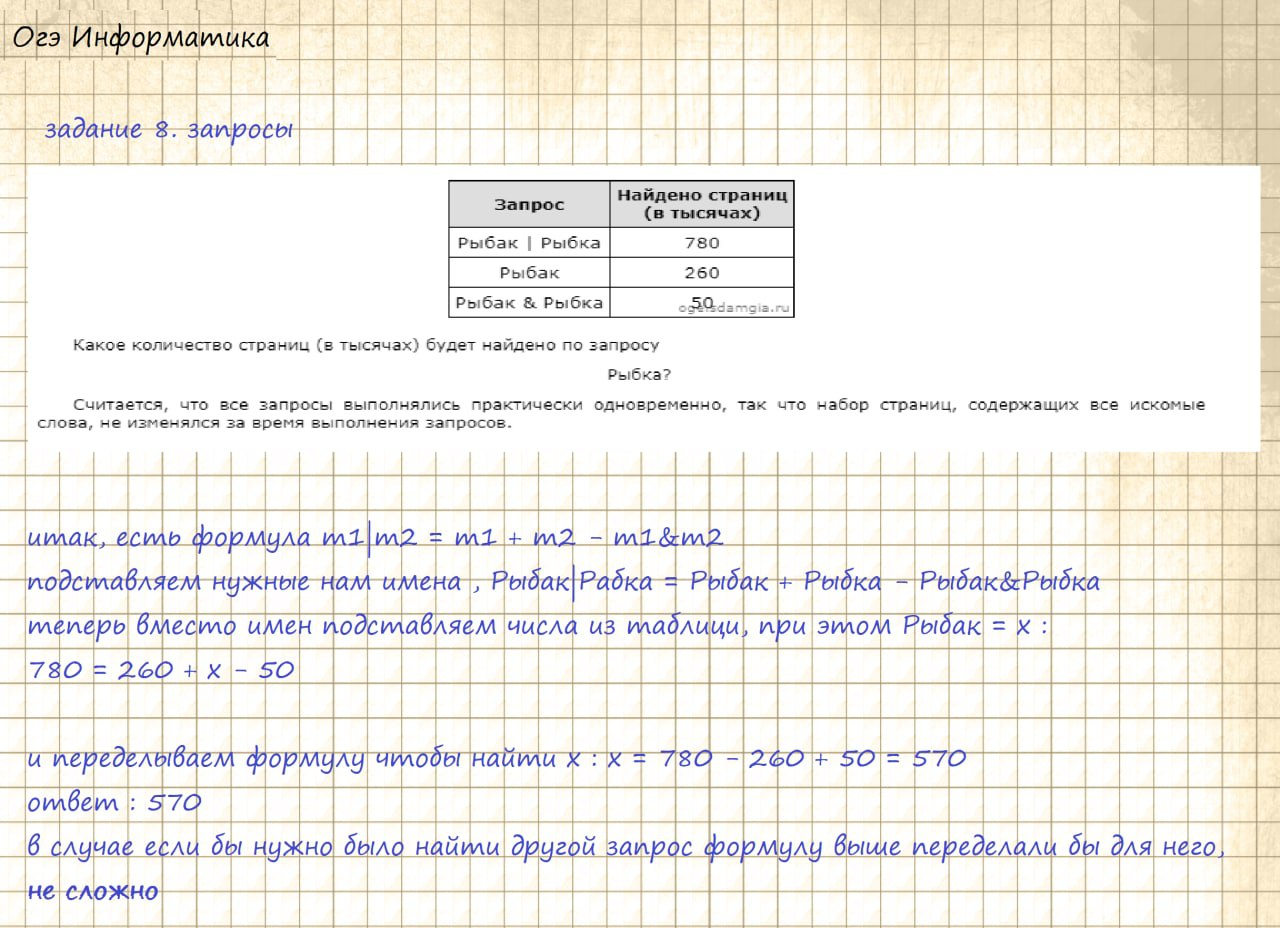 Огэ Информатика
задание 8. запросы
Запрос Найдено страниц (в тысячах)
Рыбак | Рыбка 780
Рыбак 260
Рыбак & Рыбка 50
ogeisdamgia.ru
Какое количество страниц (в тысячах) будет найдено по запросу
Рыбка?
Считается, что все запросы выполнялись практически одновременно, так что набор страниц, содержащих все искомые
слова, не изменялся за время выполнения запросов.
итак, есть формула m1|m2 = m1 + m2 - m1&m2
подставляем нужные нам имена , Рыбак|Рабка = Рыбак + Рыбка - Рыбак&Рыбка
теперь вместо имен подставляем числа из таблици, при этом Рыбак = x :
780 = 260 + x - 50
и переделываем формулу чтобы найти x : x = 780 - 260 + 50 = 570
ответ : 570
в случае если бы нужно было найти другой запрос формулу выше переделали бы для него,
не сложно